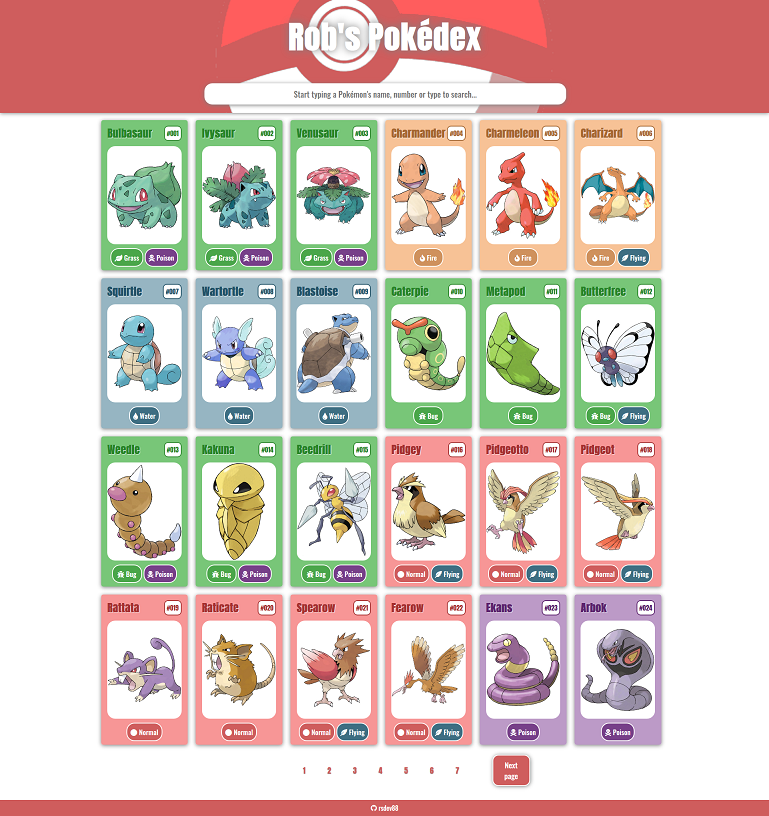 Rob's Pokédex
Start typing a Pokémon's name, number or type to search...
Bulbasaur #001 Ivysaur #002 Venusaur #003 Charmander #004 Charmeleon #005 Charizard #006
Grass Poison Grass Poison Grass Poison Fire Fire Fire Flying
Squirtle #007 Wartortle #008 Blastoise #009 Caterpie #010 Metapod #011 Butterfree #012
Water Water Water Bug Bug Bug Flying
Weedle #013 Kakuna #014 Beedrill #015 Pidgey #016 Pidgeotto #017 Pidgeot #018
Bug Poison Bug Poison Bug Poison Normal Flying Normal Flying Normal Flying
Rattata #019 Raticate #020 Spearow #021 Fearow #022 Ekans #023 Arbok #024
Normal Normal Normal Flying Normal Flying Poison Poison
1 2 3 4 5 6 7 Next
page
rsdev88